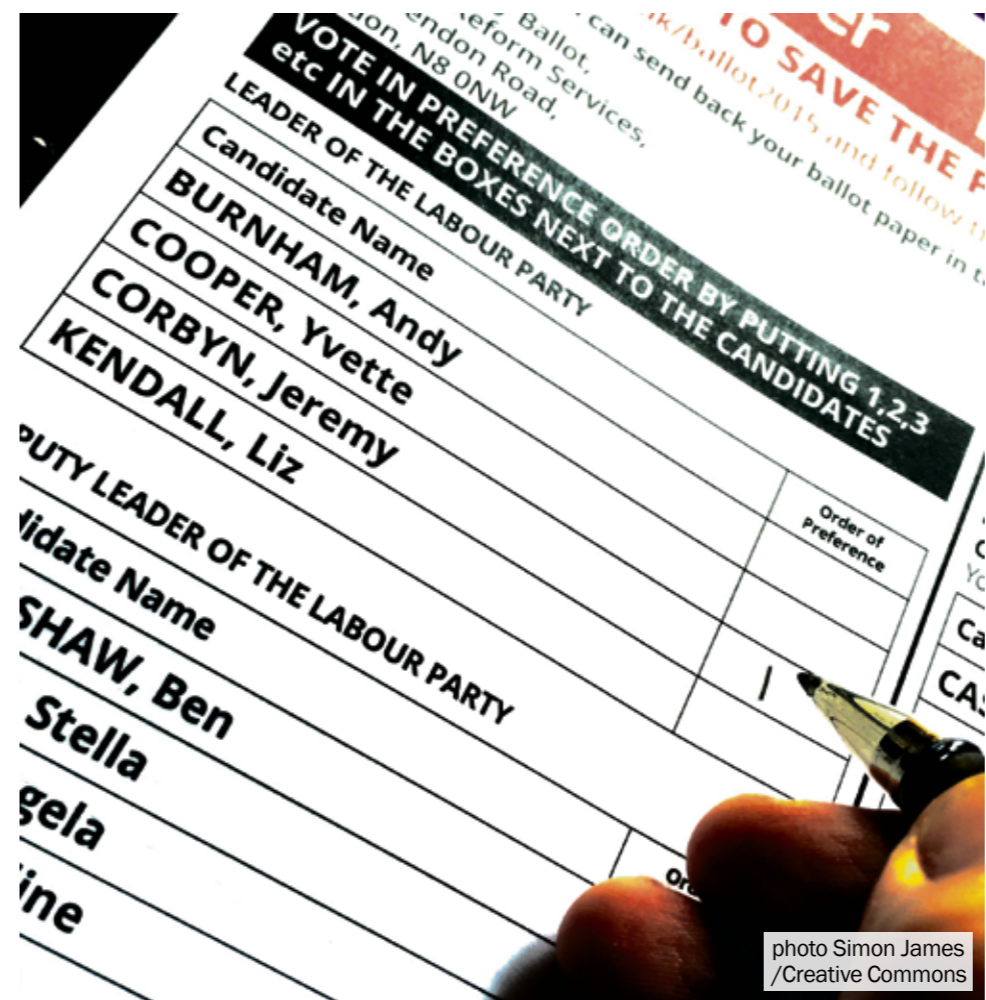 er
TO SAVE THE
Ballot,
can send back your ballot paper in
Reform Services,
k/ballot2015 and follow
endon Road,
don, N8 0NW
VOTE IN PREFERENCE ORDER BY PUTTING 1,2,3
etc IN THE BOXES NEXT TO THE CANDIDATES
LEADER OF THE LABOUR PARTY
Candidate Name
Order of
Preference
BURNHAM, Andy
COOPER, Yvette
CORBYN, Jeremy
1
KENDALL, Liz
PUTY LEADER OF THE LABOUR PARTY
didate Name
SHAW, Ben
Stella
gela
ine
Ca
CAS
photo Simon James
/Creative Commons